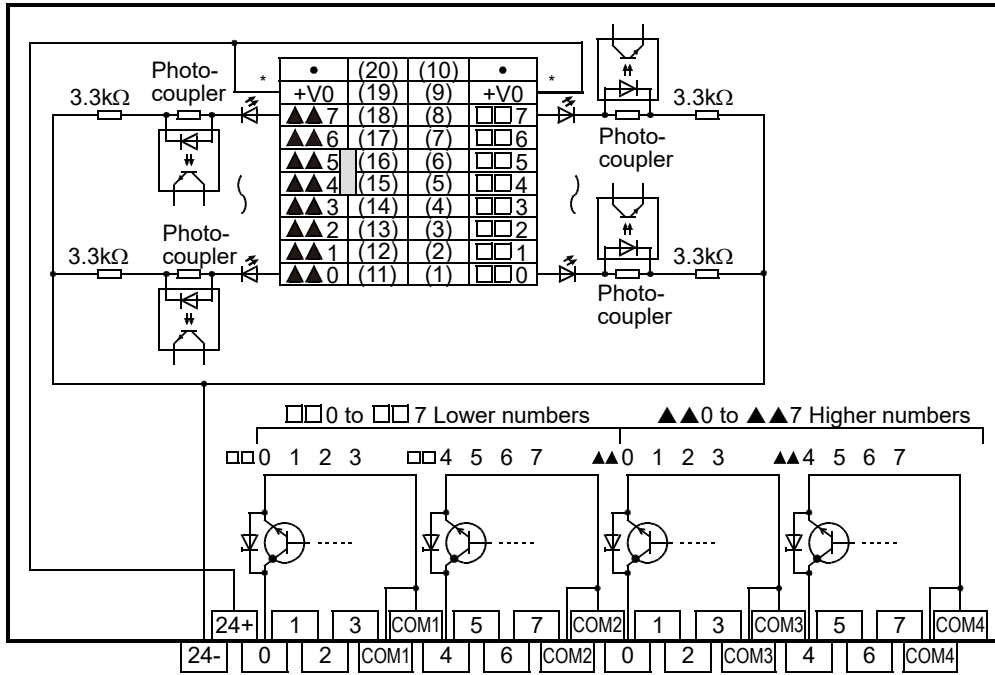 • (20) (10) •
* +V0 (19) (9) +V0 *
▲▲7 (18) (8) □□7
▲▲6 (17) (7) □□6
▲▲5 (16) (6) □□5
▲▲4 (15) (5) □□4
▲▲3 (14) (4) □□3
▲▲2 (13) (3) □□2
▲▲1 (12) (2) □□1
▲▲0 (11) (1) □□0
3.3kΩ
Photo-
coupler
3.3kΩ
Photo-
coupler
3.3kΩ
Photo-
coupler
3.3kΩ
Photo-
coupler
□□0 to □□7 Lower numbers ▲▲0 to ▲▲7 Higher numbers
□□0 1 2 3 □□4 5 6 7 ▲▲0 1 2 3 ▲▲4 5 6 7
24+ 1 3 COM1 5 7 COM2 1 3 COM3 5 7 COM4
24- 0 2 COM1 4 6 COM2 0 2 COM3 4 6 COM4